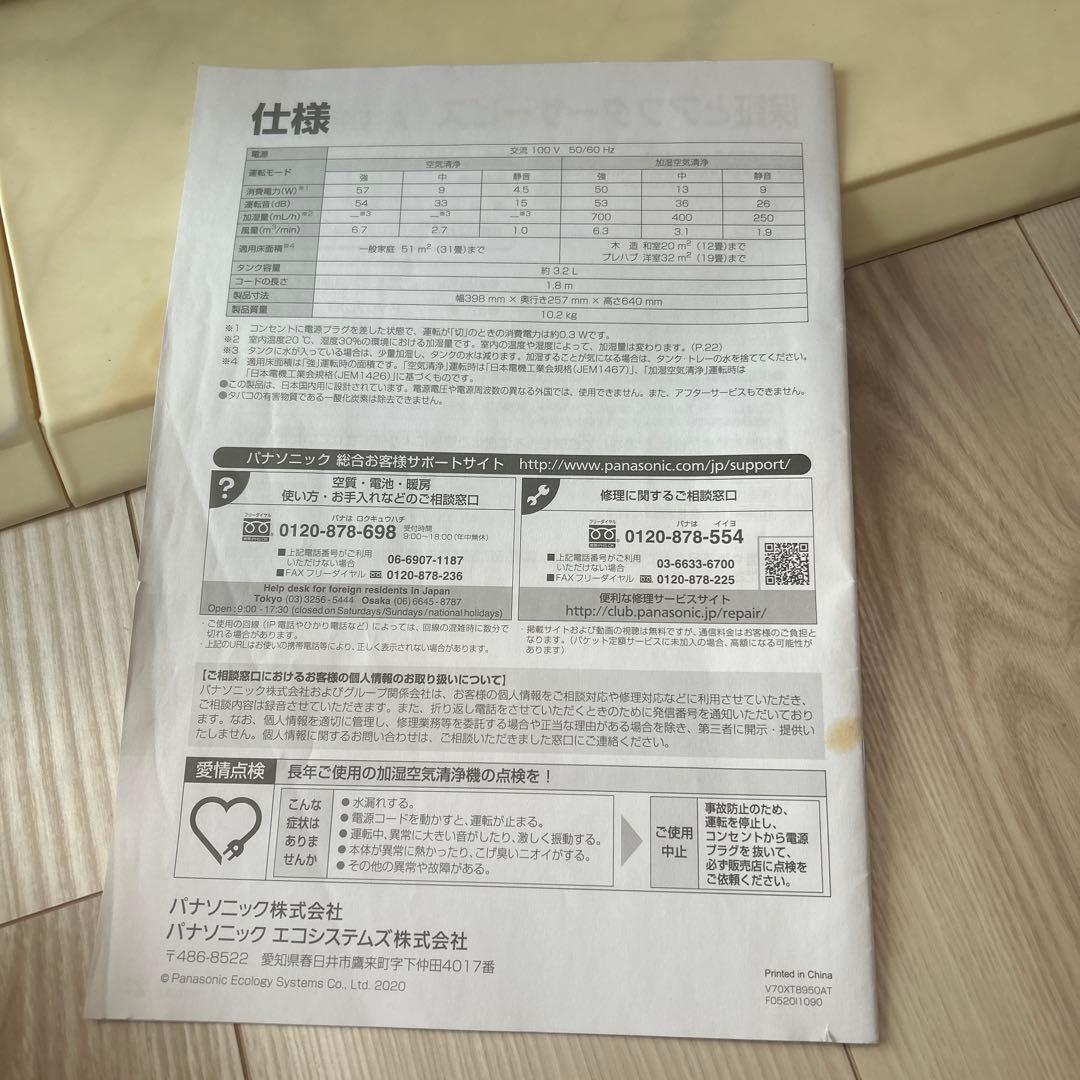 仕様
電源 交流 100 V 50/60 Hz
運転モード 空気清浄 加湿空気清浄
強 中 静音 強 中 静音
消費電力(W)※1 57 9 4.5 50 13 9
運転音(dB) 54 33 15 53 36 26
加湿量(mL/h)※2 —※3 —※3 —※3 700 400 250
風量(m³/min) 6.7 2.7 1.0 6.3 3.1 1.9
適用床面積※4 一般家庭 51 m²(31畳)まで 木 造 和室20 m²(12畳)まで
プレハブ 洋室32 m²(19畳)まで
タンク容量 約 3.2 L
コードの長さ 1.8 m
製品寸法 幅398 mm × 奥行き257 mm × 高さ640 mm
製品質量 10.2 kg
※1 コンセントに電源プラグを差した状態で、運転が「切」のときの消費電力は約0.3 Wです。
※2 室内温度20 ℃、湿度30%の環境における加湿量です。室内の温度や湿度によって、加湿量は変わります。(P.22)
※3 タンクに水が入っている場合は、少量加湿し、タンクの水は減ります。加湿することが気になる場合は、タンク・トレーの水を捨ててください。
※4 適用床面積は「強」運転時の面積です。「空気清浄」運転時は「日本電機工業会規格(JEM1467)」、「加湿空気清浄」運転時は
「日本電機工業会規格(JEM1426)」に基づくものです。
●この製品は、日本国内用に設計されています。電源電圧や電源周波数の異なる外国では、使用できません。また、アフターサービスもできません。
●タバコの有害物質である一酸化炭素は除去できません。
パナソニック 総合お客様サポートサイト http://www.panasonic.com/jp/support/
?
空質・電池・暖房
使い方・お手入れなどのご相談窓口
フリーダイヤル パナは ロクキュウハチ
0120-878-698 受付時間
9:00～18:00(年中無休)
■上記電話番号がご利用
いただけない場合 06-6907-1187
■FAX フリーダイヤル 0120-878-236
Help desk for foreign residents in Japan
Tokyo (03)3256-5444 Osaka (06)6645-8787
Open:9:00 - 17:30 (closed on Saturdays/Sundays/national holidays)
修理に関するご相談窓口
フリーダイヤル パナは イイヨ
0120-878-554
■上記電話番号がご利用
いただけない場合 03-6633-6700
■FAX フリーダイヤル 0120-878-225
便利な修理サービスサイト
http://club.panasonic.jp/repair/
・ご使用の回線(IP電話やひかり電話など)によっては、回線の混雑時に数分で
切れる場合があります。
・上記のURLはお使いの携帯電話等により、正しく表示されない場合があります。
・掲載サイトおよび動画の視聴は無料ですが、通信料金はお客様のご負担と
なります。(パケット定額サービスに未加入の場合、高額になる可能性が
あります)
【ご相談窓口におけるお客様の個人情報のお取り扱いについて】
パナソニック株式会社およびグループ関係会社は、お客様の個人情報をご相談対応や修理対応などに利用させていただき、
ご相談内容は録音させていただきます。また、折り返し電話をさせていただくときのために発信番号を通知いただいており
ます。なお、個人情報を適切に管理し、修理業務等を委託する場合や正当な理由がある場合を除き、第三者に開示・提供い
たしません。個人情報に関するお問い合わせは、ご相談いただきました窓口にご連絡ください。
愛情点検 長年ご使用の加湿空気清浄機の点検を!
こんな
症状は
ありま
せんか
●水漏れする。
●電源コードを動かすと、運転が止まる。
●運転中、異常に大きい音がしたり、激しく振動する。
●本体が異常に熱かったり、こげ臭いニオイがする。
●その他の異常や故障がある。
ご使用
中止
事故防止のため、
運転を停止し、
コンセントから電源
プラグを抜いて、
必ず販売店に点検を
ご依頼ください。
パナソニック株式会社
パナソニック エコシステムズ株式会社
〒486-8522 愛知県春日井市鷹来町字下仲田4017番
© Panasonic Ecology Systems Co., Ltd. 2020
Printed in China
V70XT8950AT
F0520I1090